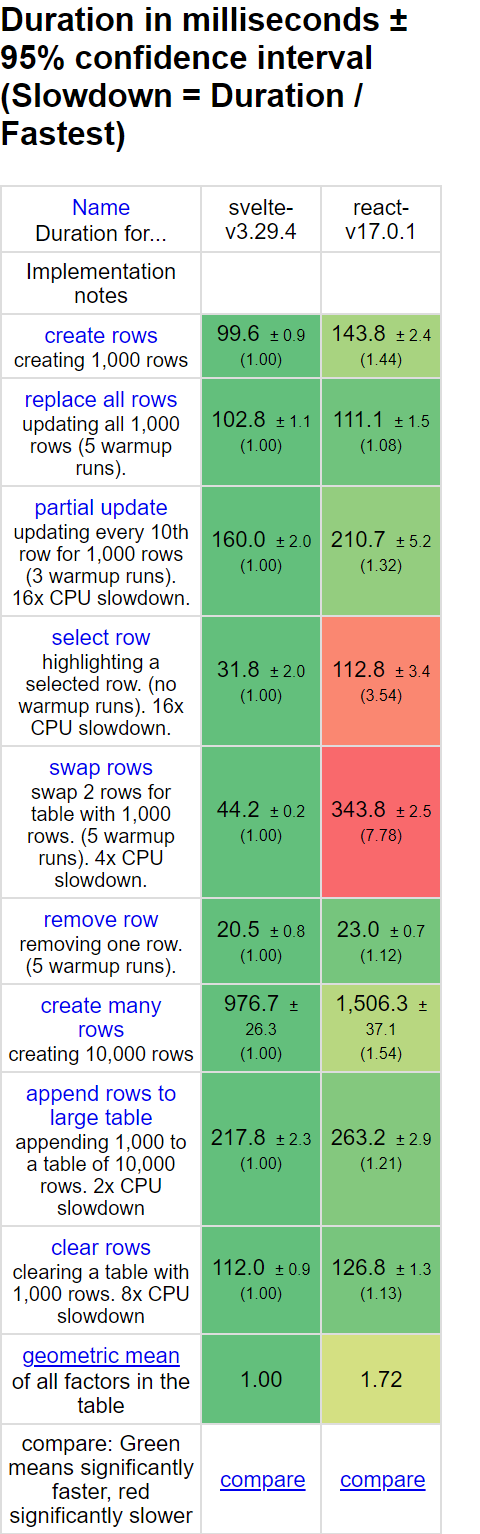 Duration in milliseconds ±
95% confidence interval
(Slowdown = Duration /
Fastest)
Name
Duration for...
svelte-
v3.29.4
react-
v17.0.1
Implementation
notes
create rows
creating 1,000 rows
99.6 ± 0.9
(1.00)
143.8 ± 2.4
(1.44)
replace all rows
updating all 1,000
rows (5 warmup
runs).
102.8 ± 1.1
(1.00)
111.1 ± 1.5
(1.08)
partial update
updating every 10th
row for 1,000 rows
(3 warmup runs).
16x CPU slowdown.
160.0 ± 2.0
(1.00)
210.7 ± 5.2
(1.32)
select row
highlighting a
selected row. (no
warmup runs). 16x
CPU slowdown.
31.8 ± 2.0
(1.00)
112.8 ± 3.4
(3.54)
swap rows
swap 2 rows for
table with 1,000
rows. (5 warmup
runs). 4x CPU
slowdown.
44.2 ± 0.2
(1.00)
343.8 ± 2.5
(7.78)
remove row
removing one row.
(5 warmup runs).
20.5 ± 0.8
(1.00)
23.0 ± 0.7
(1.12)
create many
rows
creating 10,000 rows
976.7 ±
26.3
(1.00)
1,506.3 ±
37.1
(1.54)
append rows to
large table
appending 1,000 to
a table of 10,000
rows. 2x CPU
slowdown
217.8 ± 2.3
(1.00)
263.2 ± 2.9
(1.21)
clear rows
clearing a table with
1,000 rows. 8x CPU
slowdown
112.0 ± 0.9
(1.00)
126.8 ± 1.3
(1.13)
geometric mean
of all factors in the
table
1.00
1.72
compare: Green
means significantly
faster, red
significantly slower
compare
compare